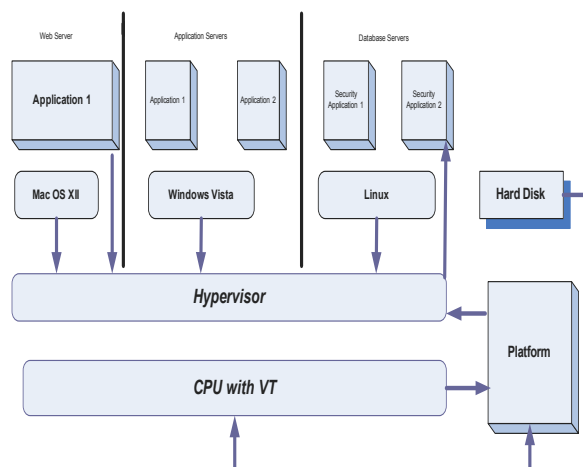 Web Server
Application Servers
Database Servers
Application 1
Application 1
Application 2
Security
Application 1
Security
Application 2
Mac OS XII
Windows Vista
Linux
Hard Disk
Hypervisor
Platform
CPU with VT